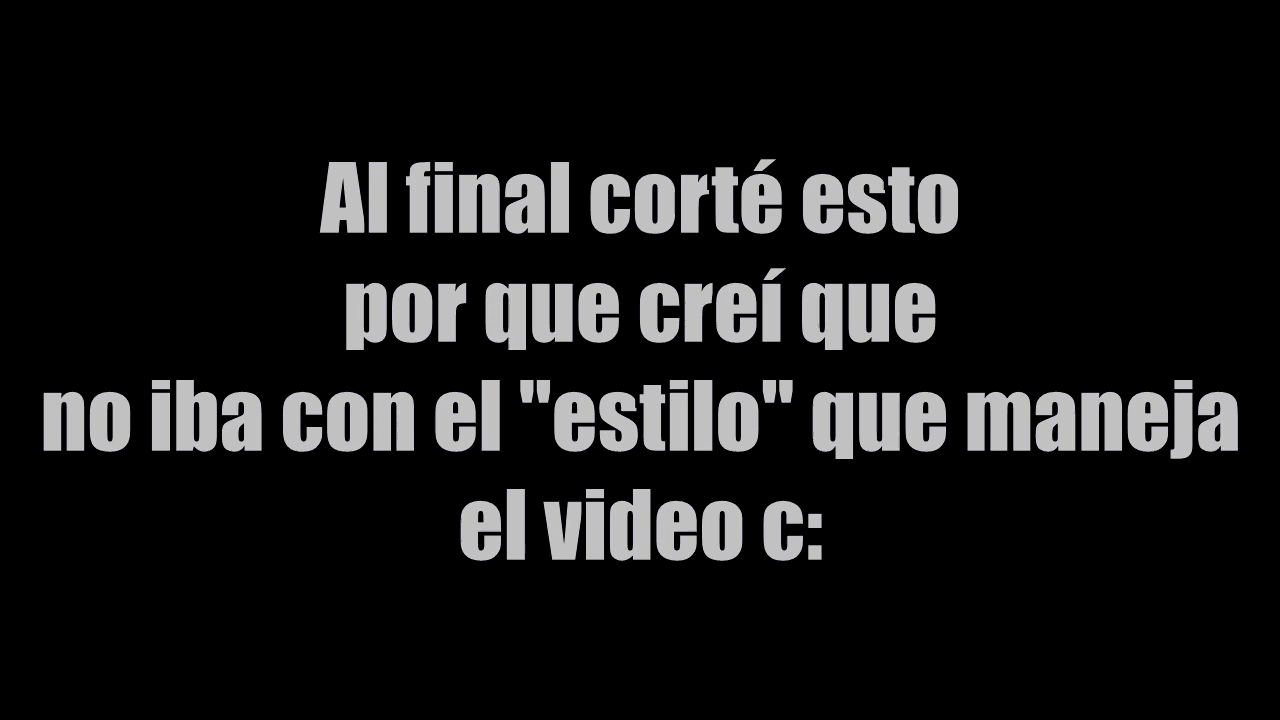 Al final corté esto
por que creí que
no iba con el "estilo" que maneja
el video c: